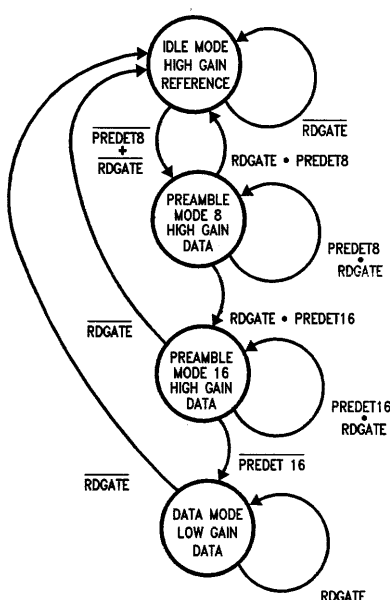 IDLE MODE
HIGH GAIN
REFERENCE
RDGATE
PREDET8
+
RDGATE
RDGATE • PREDET8
PREAMBLE
MODE 8
HIGH GAIN
DATA
PREDET8
•
RDGATE
RDGATE • PREDET16
RDGATE
PREAMBLE
MODE 16
HIGH GAIN
DATA
PREDET16
•
RDGATE
PREDET 16
RDGATE
DATA MODE
LOW GAIN
DATA
RDGATE